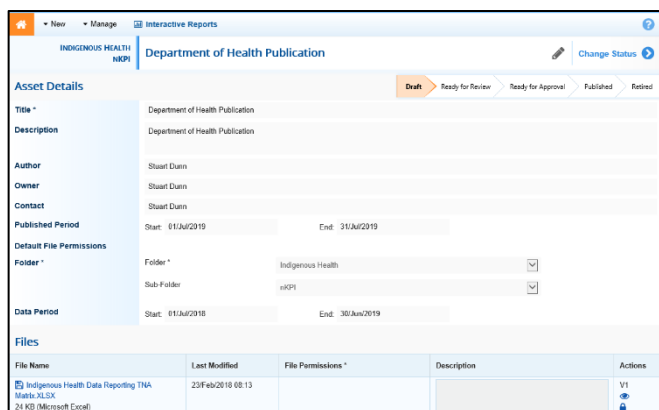 New Manage Interactive Reports ?
INDIGENOUS HEALTH
nKPI
Department of Health Publication
Change Status
Asset Details
Draft Ready for Review Ready for Approval Published Retired
Title * Department of Health Publication
Description Department of Health Publication
Author Stuart Dunn
Owner Stuart Dunn
Contact Stuart Dunn
Published Period Start: 01/Jul/2019 End: 31/Jul/2019
Default File Permissions
Folder * Folder * Indigenous Health
Sub-Folder nKPI
Data Period Start: 01/Jul/2018 End: 30/Jun/2019
Files
File Name Last Modified File Permissions * Description Actions
Indigenous Health Data Reporting TNA 23/Feb/2018 08:13 V1
Matrix.XLSX
24 KB (Microsoft Excel)